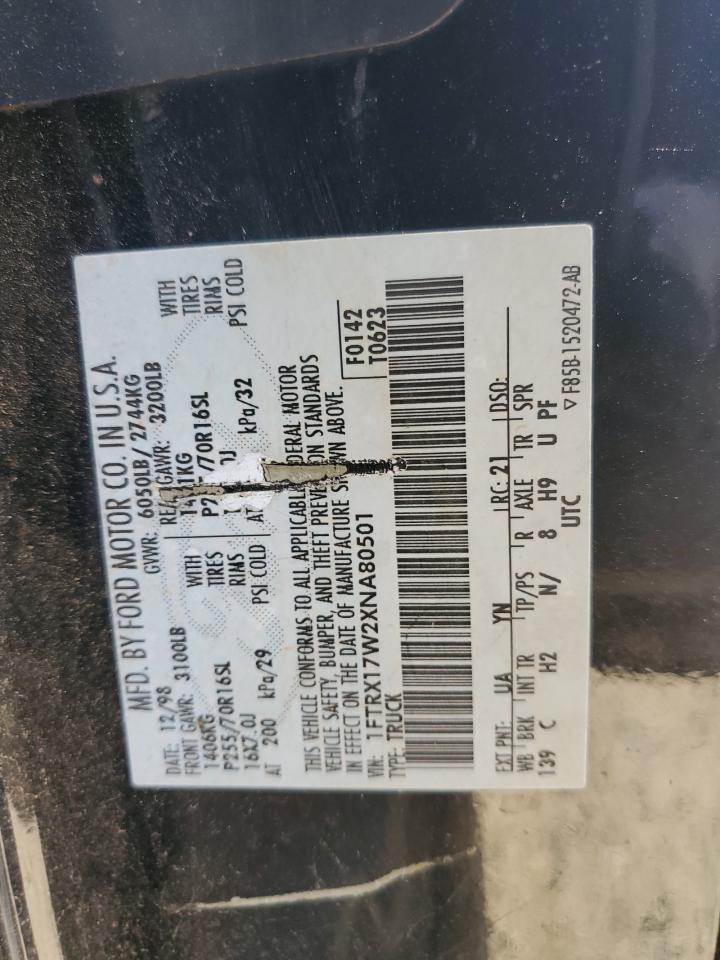 MFD. BY FORD MOTOR CO. IN U.S.A.
DATE: 12/98 GVWR: 6050LB/ 2744KG
FRONT GAWR: 3100LB REAR GAWR: 3200LB
1406KG WITH 1KG WITH
P255/70R16SL TIRES /70R16SL TIRES
16X7.0J RIMS RIMS
AT 200 kPa/29 PSI COLD AT kPa/32 PSI COLD
THIS VEHICLE CONFORMS TO ALL APPLICABLE FEDERAL MOTOR
VEHICLE SAFETY, BUMPER, AND THEFT PREVENTION STANDARDS
IN EFFECT ON THE DATE OF MANUFACTURE SHOWN ABOVE.
VIN: 1FTRX17W2XNA80501 F0142
TYPE: TRUCK T0623
EXT PNT: UA YN RC: 21 DSO:
WB BRK INT TR TP/PS R AXLE TR SPR
139 C H2 N/ 8 H9 U PF
UTC
▽ F85B-1520472-AB